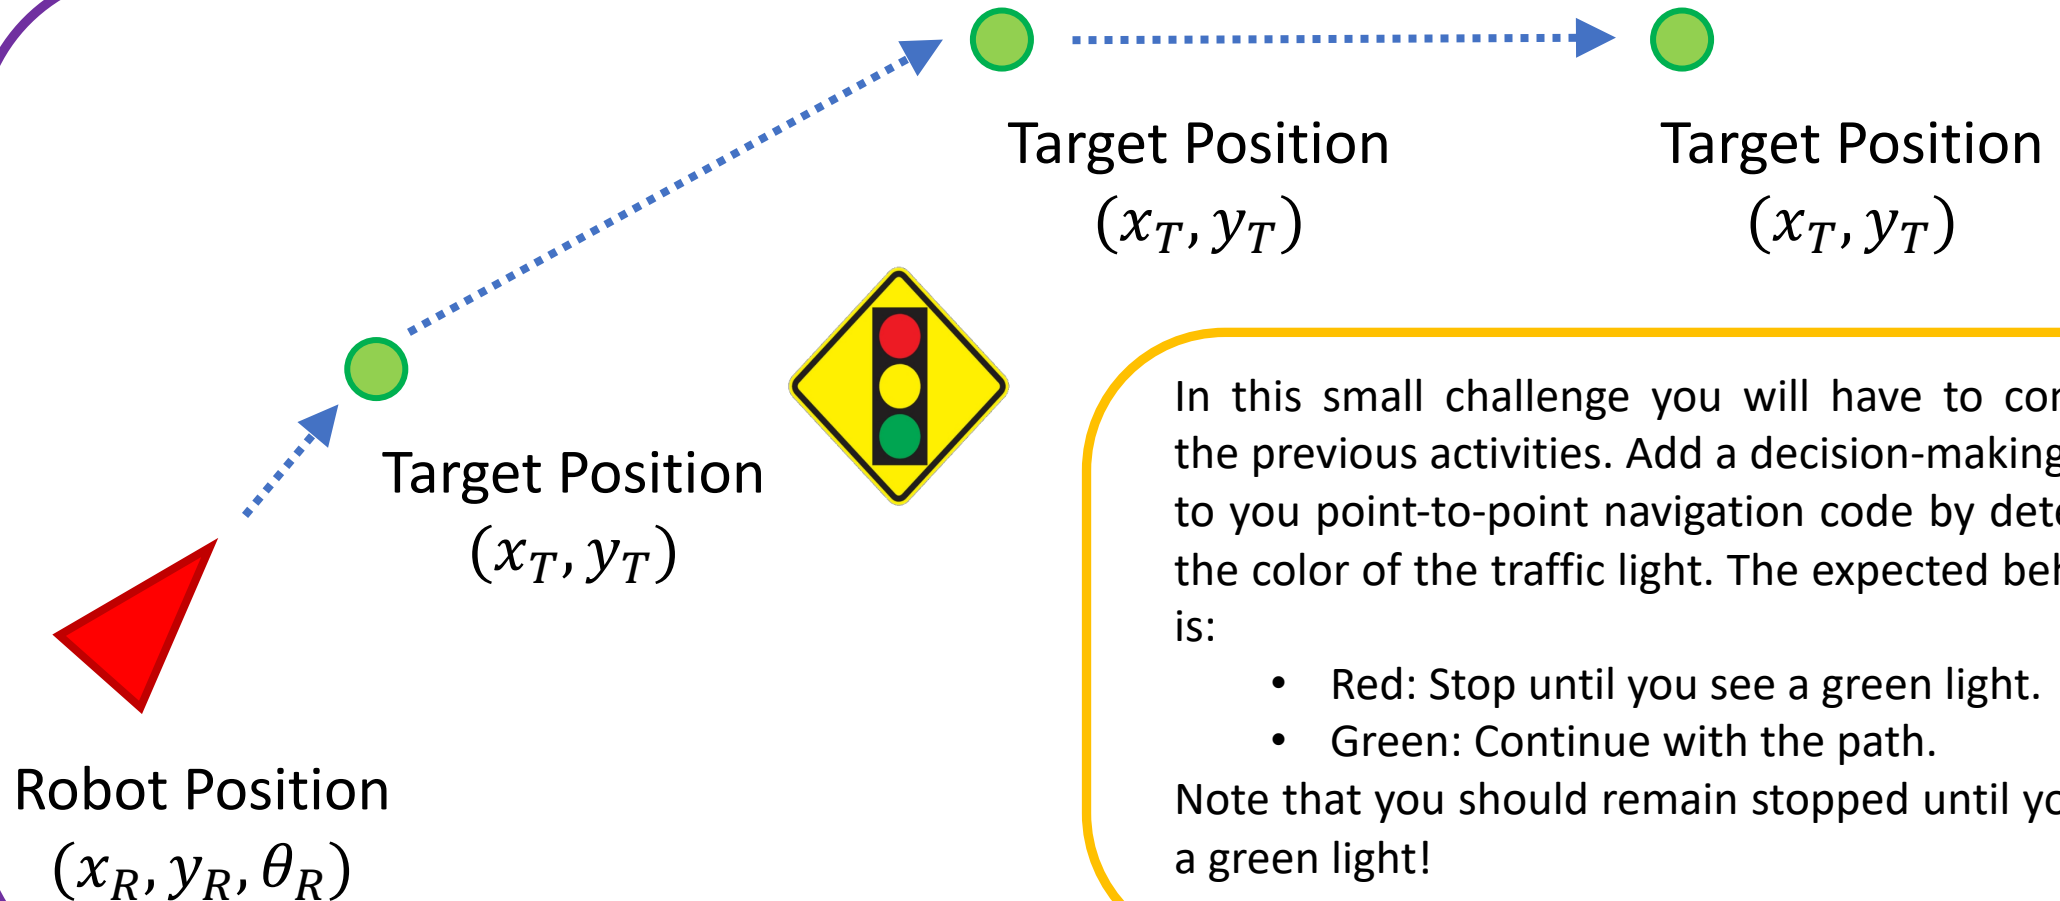 Target Position
(x_T, y_T)
Target Position
(x_T, y_T)
Target Position
(x_T, y_T)
Robot Position
(x_R, y_R, θ_R)
In this small challenge you will have to
the previous activities. Add a decision-making
to you point-to-point navigation code by
the color of the traffic light. The expected
is:
• Red: Stop until you see a green light.
• Green: Continue with the path.
Note that you should remain stopped until
a green light!